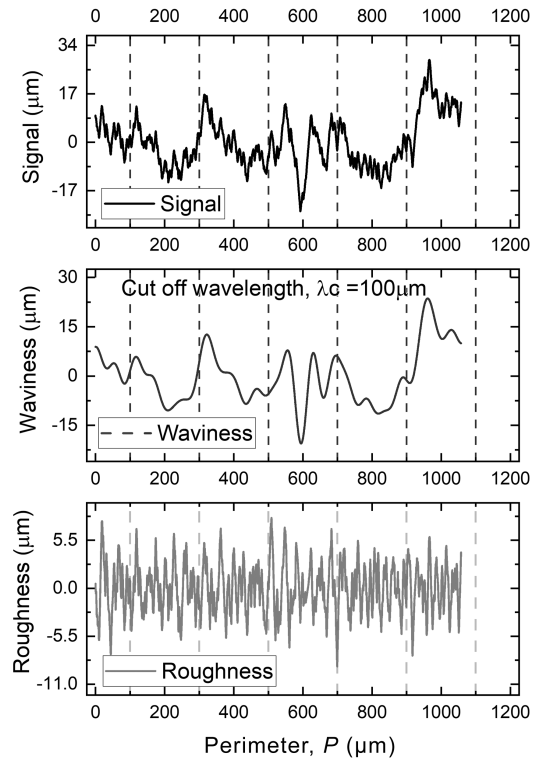 0 200 400 600 800 1000 1200
34
17
0
-17
Signal (μm)
Signal
0 200 400 600 800 1000 1200
30
15
0
-15
Waviness (μm)
Cut off wavelength, λc =100μm
Waviness
0 200 400 600 800 1000 1200
5.5
0.0
-5.5
-11.0
Roughness (μm)
Roughness
0 200 400 600 800 1000 1200
Perimeter, P (μm)